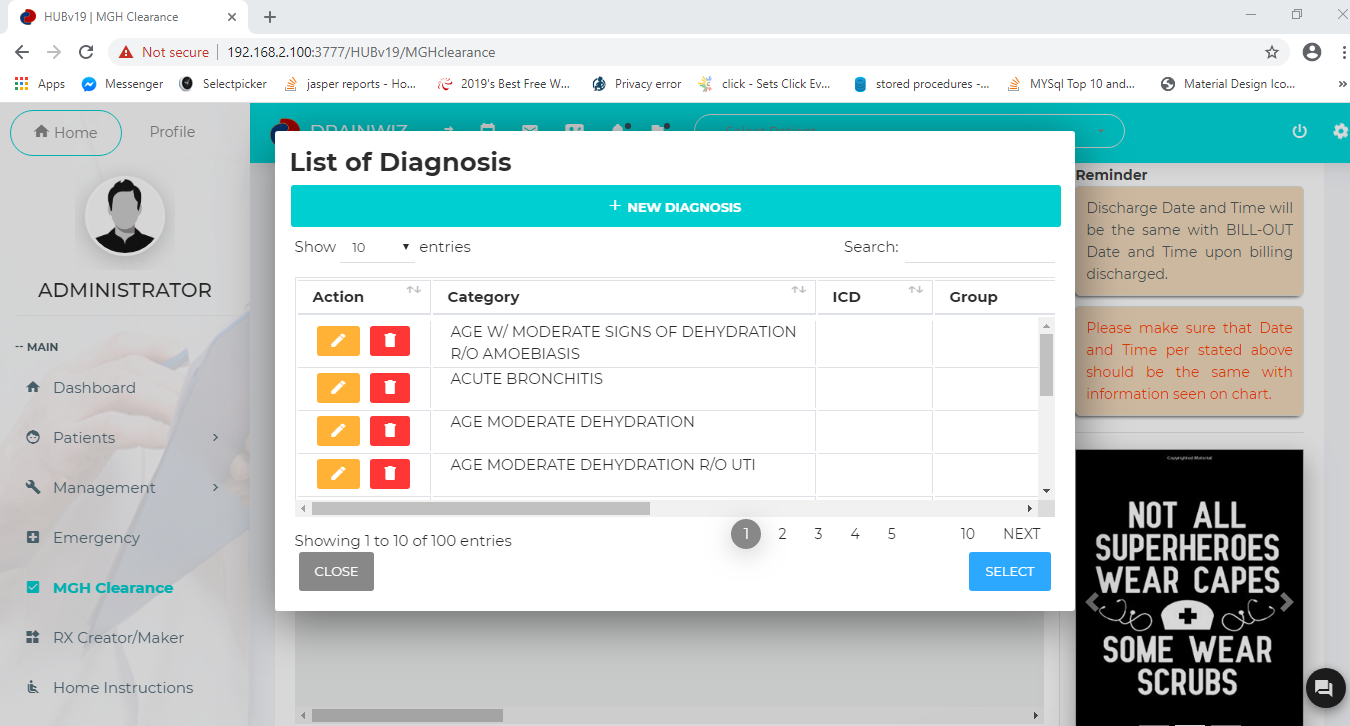 HUBv19 | MGH Clearance
Not secure | 192.168.2.100:3777/HUBv19/MGHclearance
Apps Messenger Selectpicker jasper reports - Ho... 2019's Best Free W... Privacy error click - Sets Click Ev... stored procedures -... MYSql Top 10 and... Material Design Ico... »
Home Profile
ADMINISTRATOR
-- MAIN
Dashboard
Patients
Management
Emergency
MGH Clearance
RX Creator/Maker
Home Instructions
List of Diagnosis
+ NEW DIAGNOSIS
Show 10 entries Search:
Action Category ICD Group
AGE W/ MODERATE SIGNS OF DEHYDRATION
R/O AMOEBIASIS
ACUTE BRONCHITIS
AGE MODERATE DEHYDRATION
AGE MODERATE DEHYDRATION R/O UTI
Showing 1 to 10 of 100 entries 1 2 3 4 5 10 NEXT
CLOSE SELECT
Reminder
Discharge Date and Time will
be the same with BILL-OUT
Date and Time upon billing
discharged.
Please make sure that Date
and Time per stated above
should be the same with
information seen on chart.
Copyrighted Material
NOT ALL
SUPERHEROES
WEAR CAPES
SOME WEAR
SCRUBS